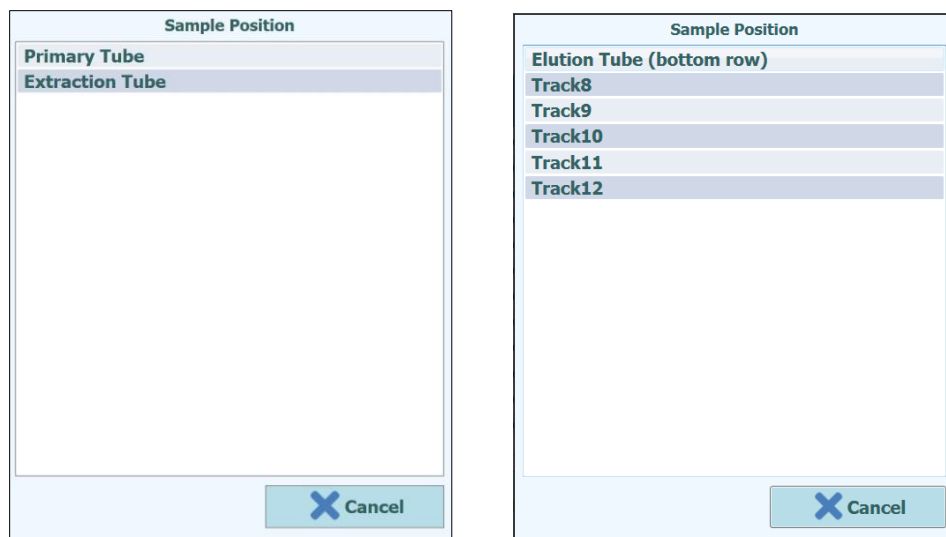 Sample Position
Primary Tube
Extraction Tube
Cancel
Sample Position
Elution Tube (bottom row)
Track8
Track9
Track10
Track11
Track12
Cancel